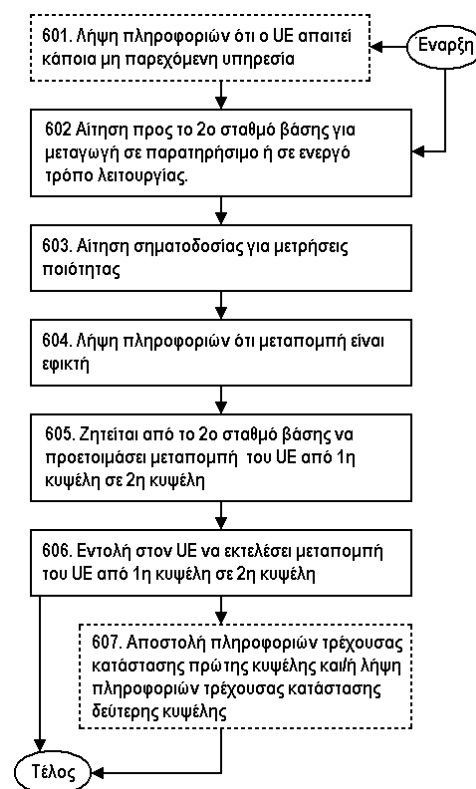 601. Λήψη πληροφοριών ότι ο UE απαιτεί
κάποια μη παρεχόμενη υπηρεσία
Έναρξη
602 Αίτηση προς το 2ο σταθμό βάσης για
μεταγωγή σε παρατηρήσιμο ή σε ενεργό
τρόπο λειτουργίας.
603. Αίτηση σηματοδοσίας για μετρήσεις
ποιότητας
604. Λήψη πληροφοριών ότι μεταπομπή είναι
εφικτή
605. Ζητείται από το 2ο σταθμό βάσης να
προετοιμάσει μεταπομπή του UE από 1η
κυψέλη σε 2η κυψέλη
606. Εντολή στον UE να εκτελέσει μεταπομπή
του UE από 1η κυψέλη σε 2η κυψέλη
607. Αποστολή πληροφοριών τρέχουσας
κατάστασης πρώτης κυψέλης και/ή λήψη
πληροφοριών τρέχουσας κατάστασης
δεύτερης κυψέλης
Τέλος